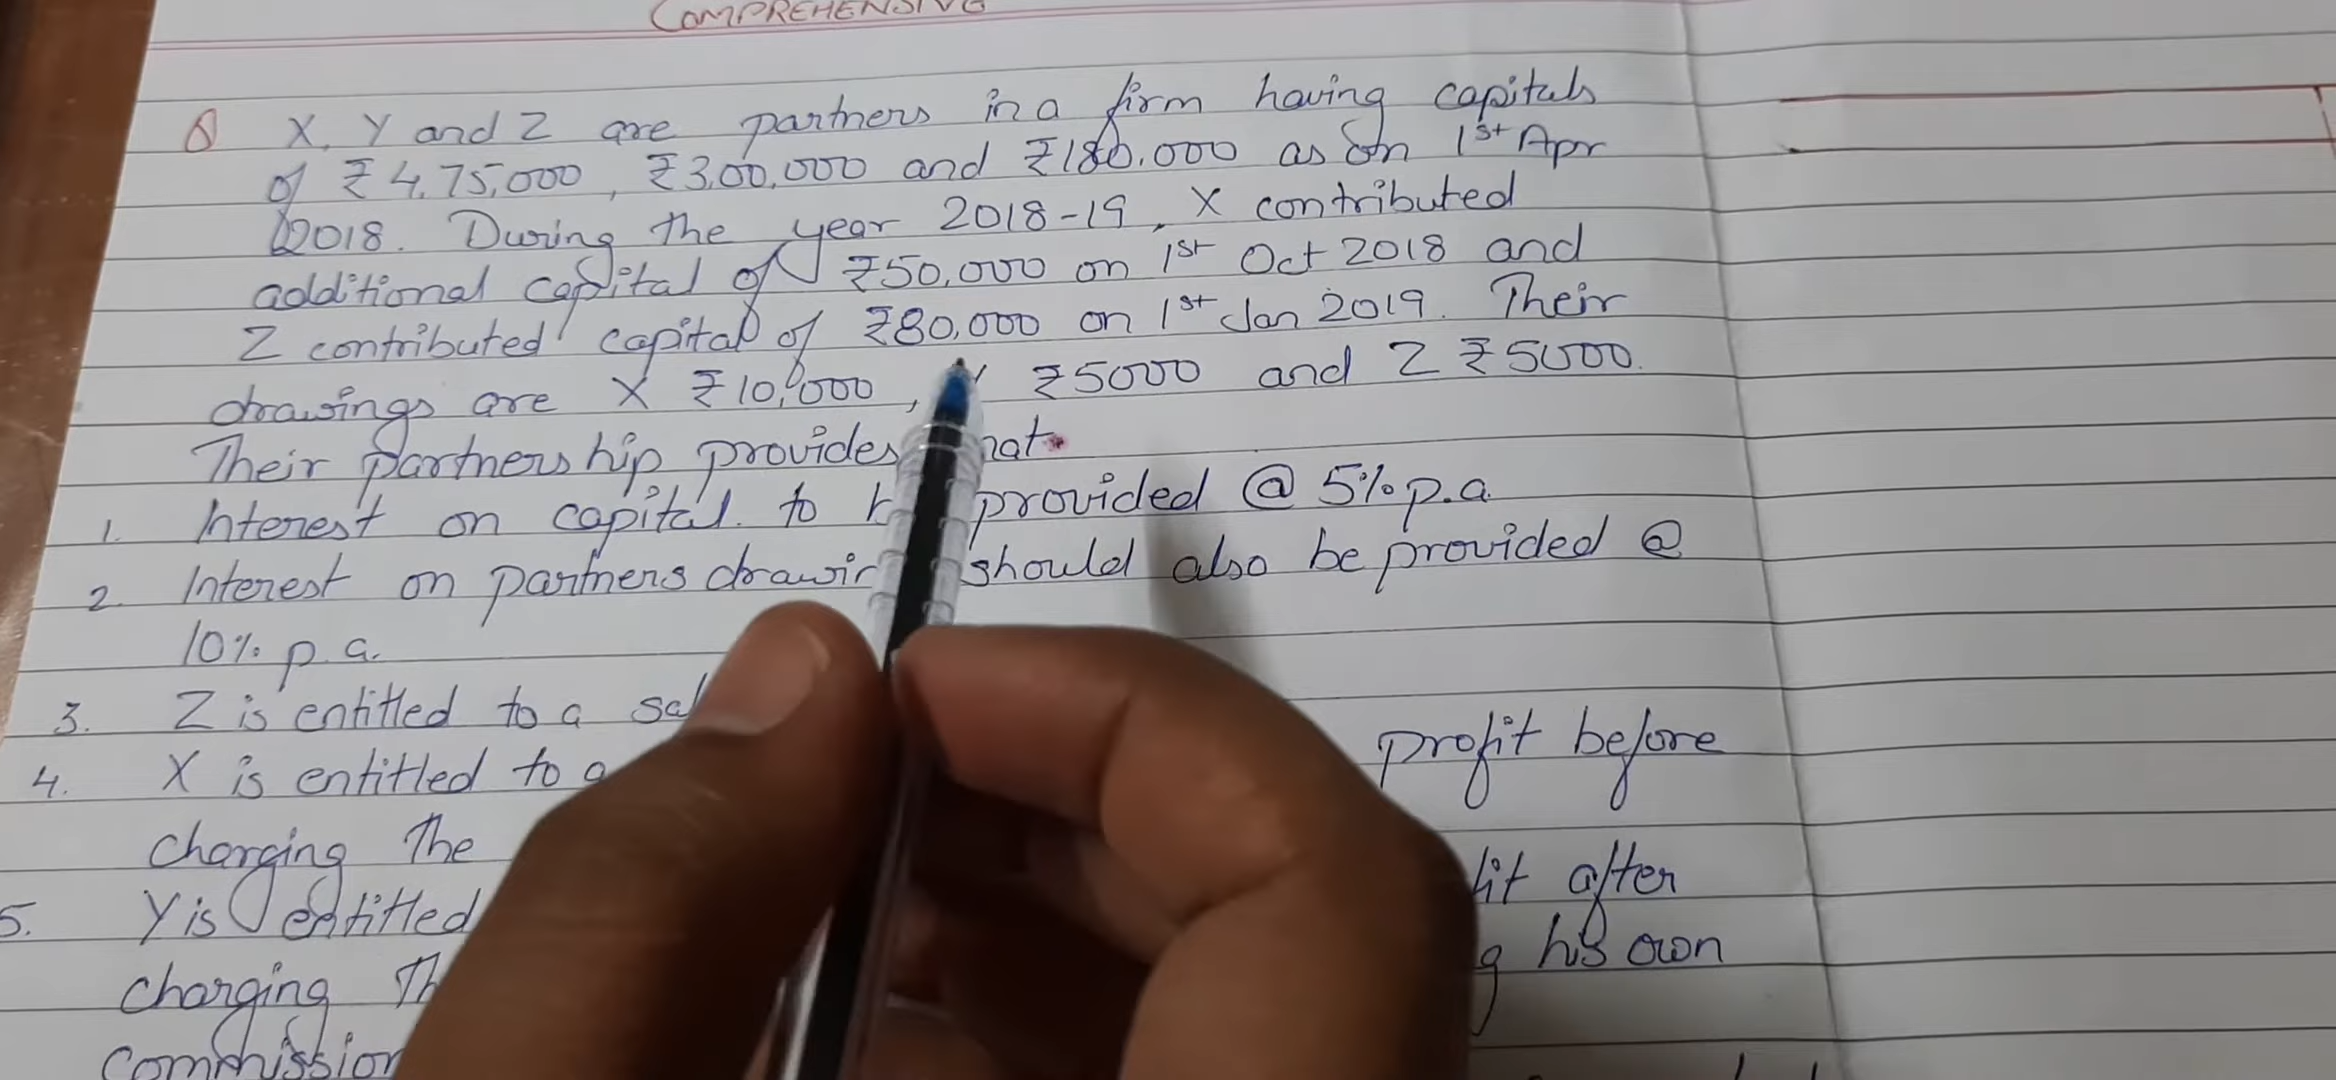 COMPREHENSIVE
Q X, Y and Z are partners in a firm having capitals
of ₹4,75,000, ₹3,00,000 and ₹180,000 as on 1st Apr
2018. During the year 2018-19, X contributed
additional capital of ₹50,000 on 1st Oct 2018 and
Z contributed capital of ₹80,000 on 1st Jan 2019. Their
drawings are X ₹10,000, ₹5000 and Z ₹5000.
Their partnership provides
1. Interest on capital to provided @ 5% p.a.
2. Interest on partners should also be provided @
10% p.a.
3. Z is entitled to a
4. X is entitled to a profit before
charging the
5. Y is entitled after
charging his own
commission